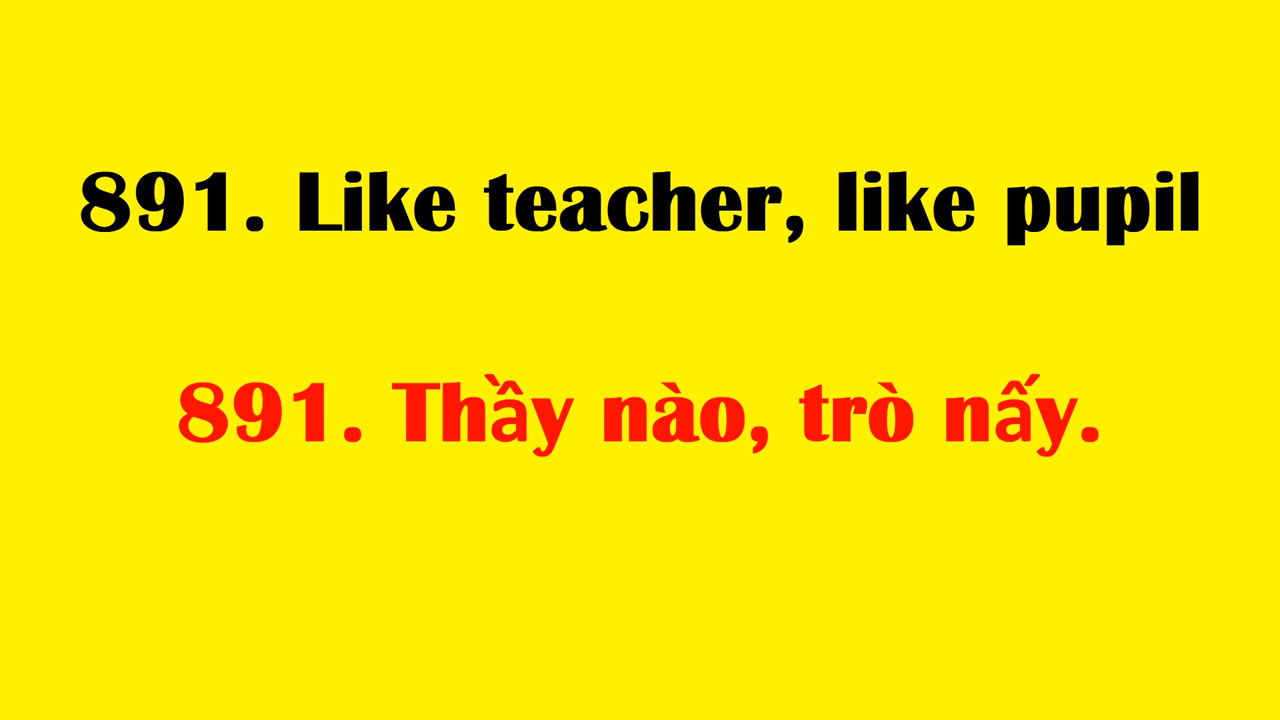 891. Like teacher, like pupil
891. Thầy nào, trò nấy.